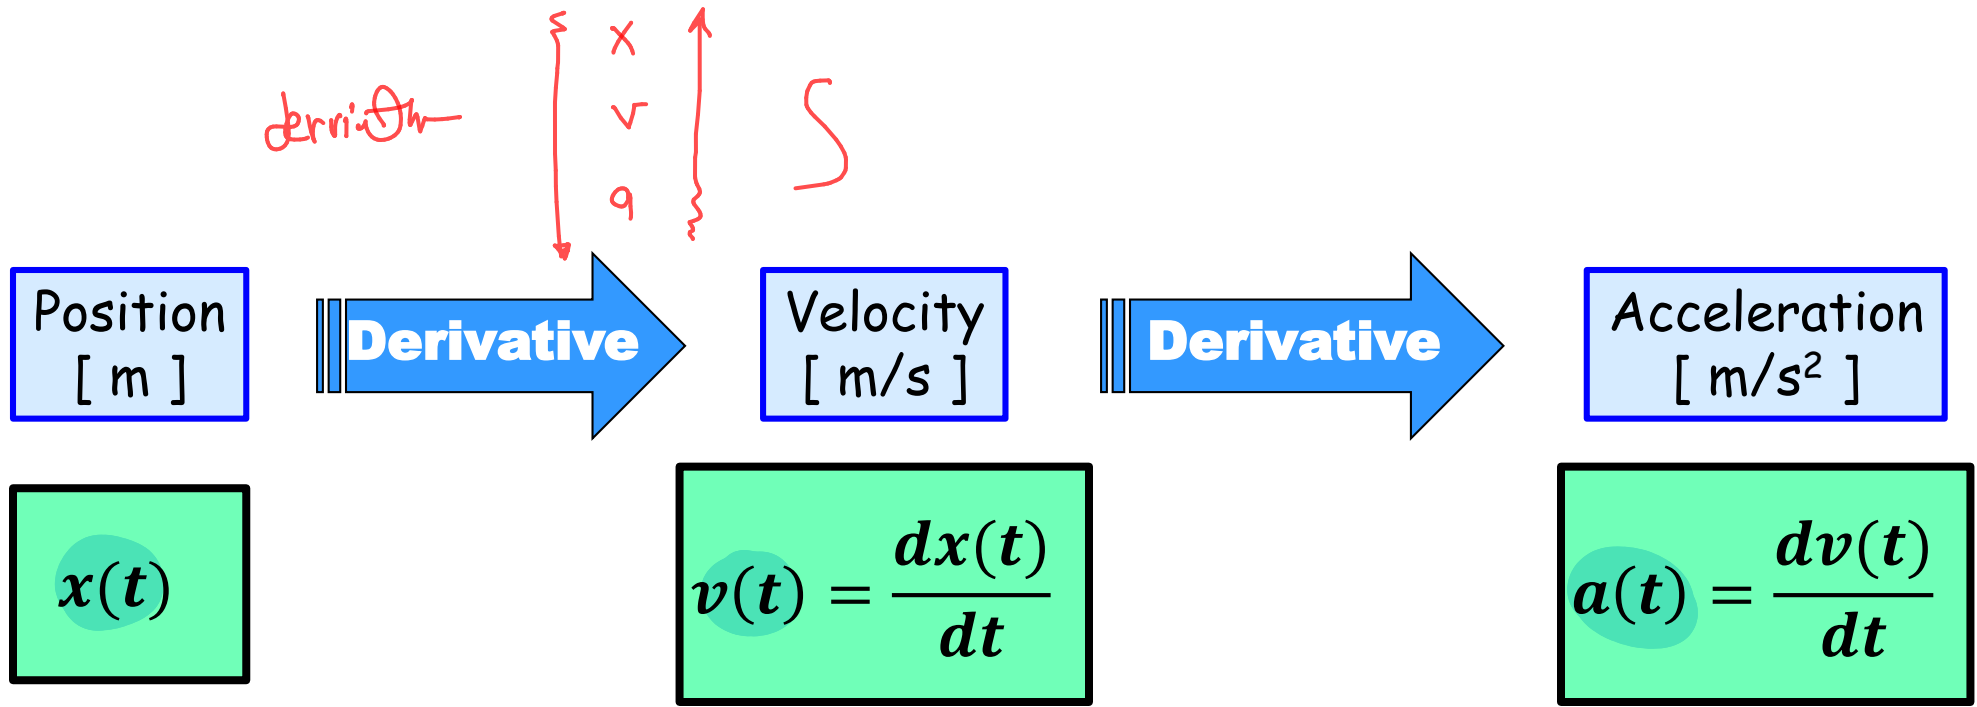 x
v
a
∫
Position
[ m ]
Derivative
Velocity
[ m/s ]
Derivative
Acceleration
[ m/s² ]
x(t)
v(t) = dx(t)/dt
a(t) = dv(t)/dt